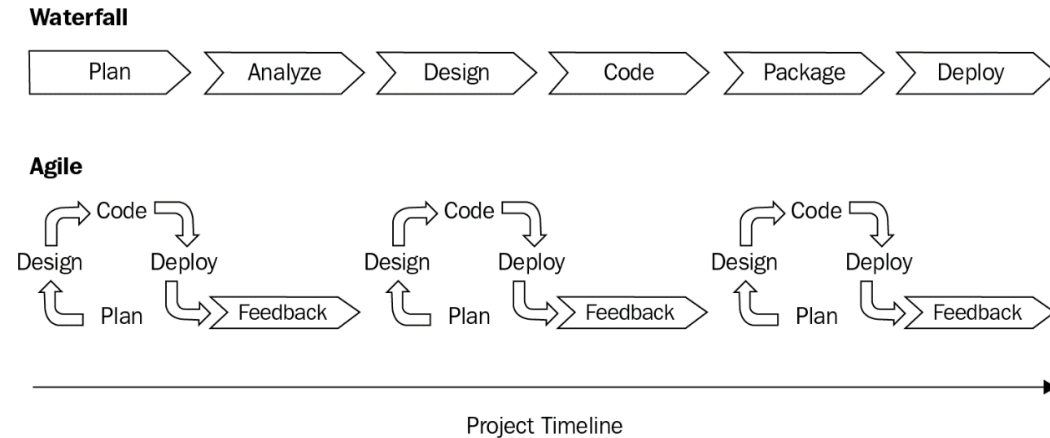 Waterfall
Plan Analyze Design Code Package Deploy
Agile
Code Code Code
Design Deploy Design Deploy Design Deploy
Plan Feedback Plan Feedback Plan Feedback
Project Timeline